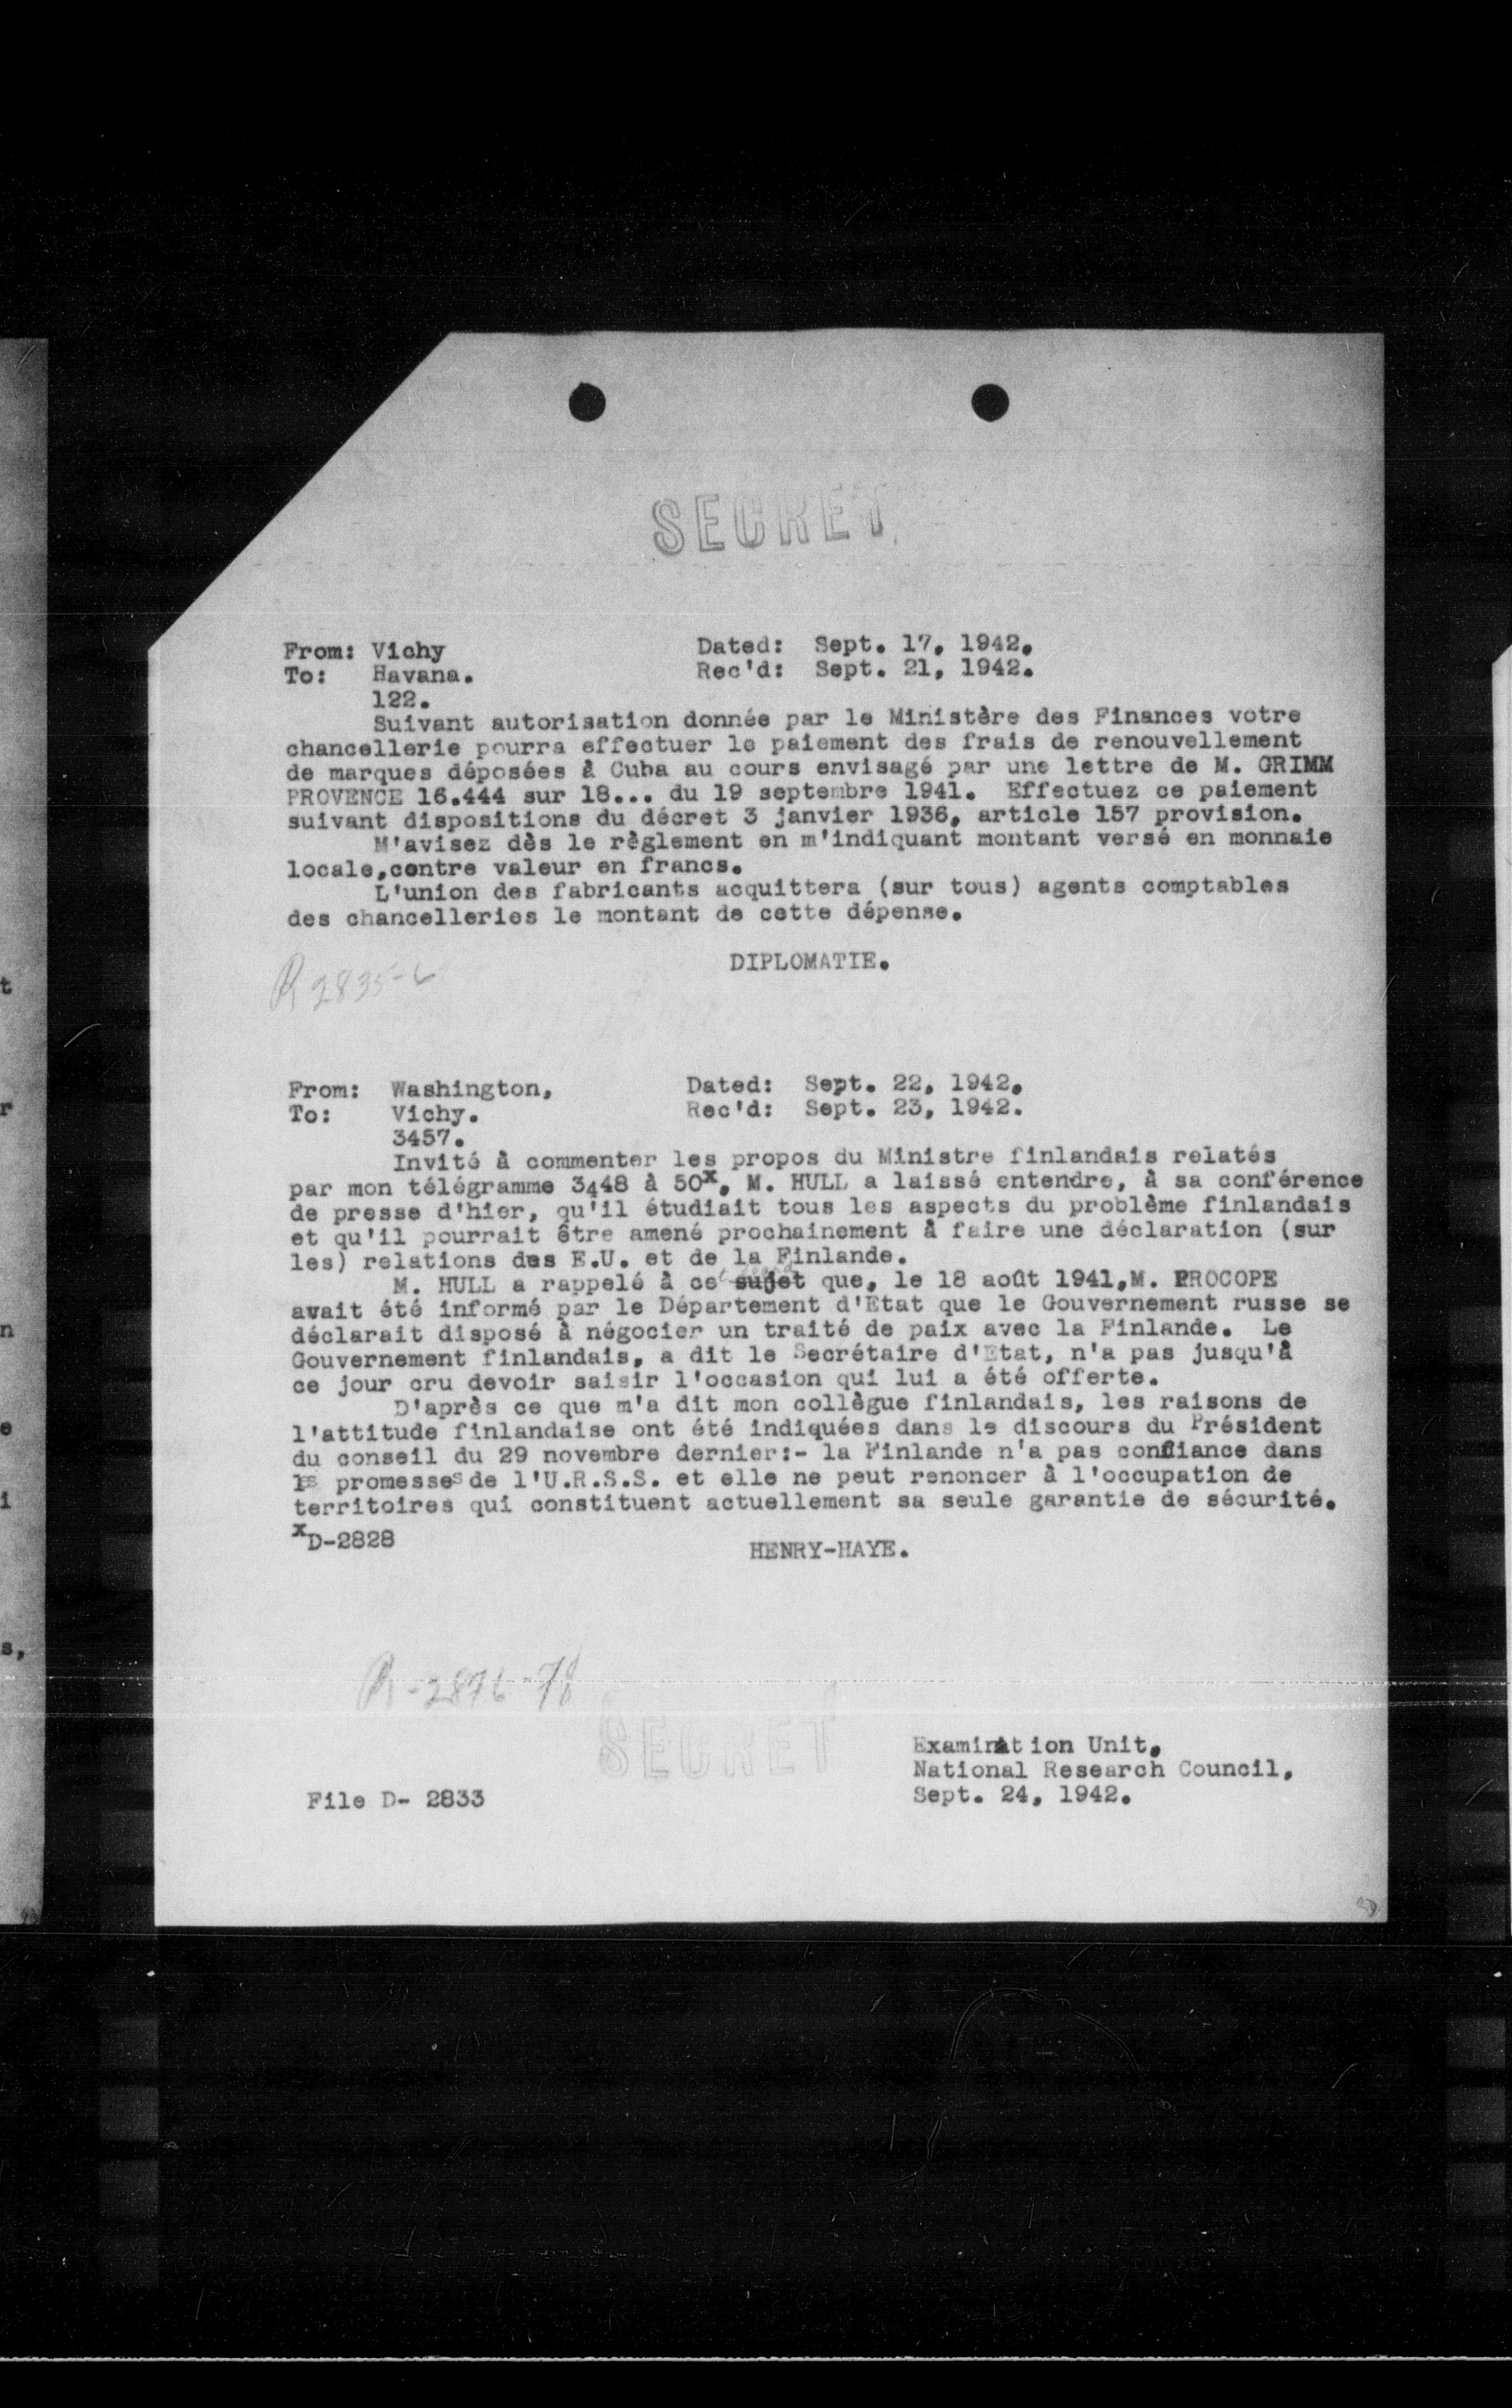 SECRET
From: Vichy Dated: Sept. 17, 1942.
To: Havana. Rec'd: Sept. 21, 1942.
122.
Suivant autorisation donnée par le Ministère des Finances votre
chancellerie pourra effectuer le paiement des frais de renouvellement
de marques déposées à Cuba au cours envisagé par une lettre de M. GRIMM
PROVENCE 16.444 sur 18... du 19 septembre 1941. Effectuez ce paiement
suivant dispositions du décret 3 janvier 1936, article 157 provision.
M'avisez dès le règlement en m'indiquant montant versé en monnaie
locale,contre valeur en francs.
L'union des fabricants acquittera (sur tous) agents comptables
des chancelleries le montant de cette dépense.
DIPLOMATIE.
R 2835-6
From: Washington, Dated: Sept. 22, 1942.
To: Vichy. Rec'd: Sept. 23, 1942.
3457.
Invité à commenter les propos du Ministre finlandais relatés
par mon télégramme 3448 à 50x, M. HULL a laissé entendre, à sa conférence
de presse d'hier, qu'il étudiait tous les aspects du problème finlandais
et qu'il pourrait être amené prochainement à faire une déclaration (sur
les) relations des E.U. et de la Finlande.
M. HULL a rappelé à ce sujet que, le 18 août 1941,M. PROCOPE
avait été informé par le Département d'Etat que le Gouvernement russe se
déclarait disposé à négocier un traité de paix avec la Finlande. Le
Gouvernement finlandais, a dit le Secrétaire d'Etat, n'a pas jusqu'à
ce jour cru devoir saisir l'occasion qui lui a été offerte.
D'après ce que m'a dit mon collègue finlandais, les raisons de
l'attitude finlandaise ont été indiquées dans le discours du Président
du conseil du 29 novembre dernier:- la Finlande n'a pas confiance dans
les promesses de l'U.R.S.S. et elle ne peut renoncer à l'occupation de
territoires qui constituent actuellement sa seule garantie de sécurité.
xD-2828
HENRY-HAYE.
R-2876-78
SECRET
Examination Unit,
National Research Council,
File D- 2833 Sept. 24, 1942.